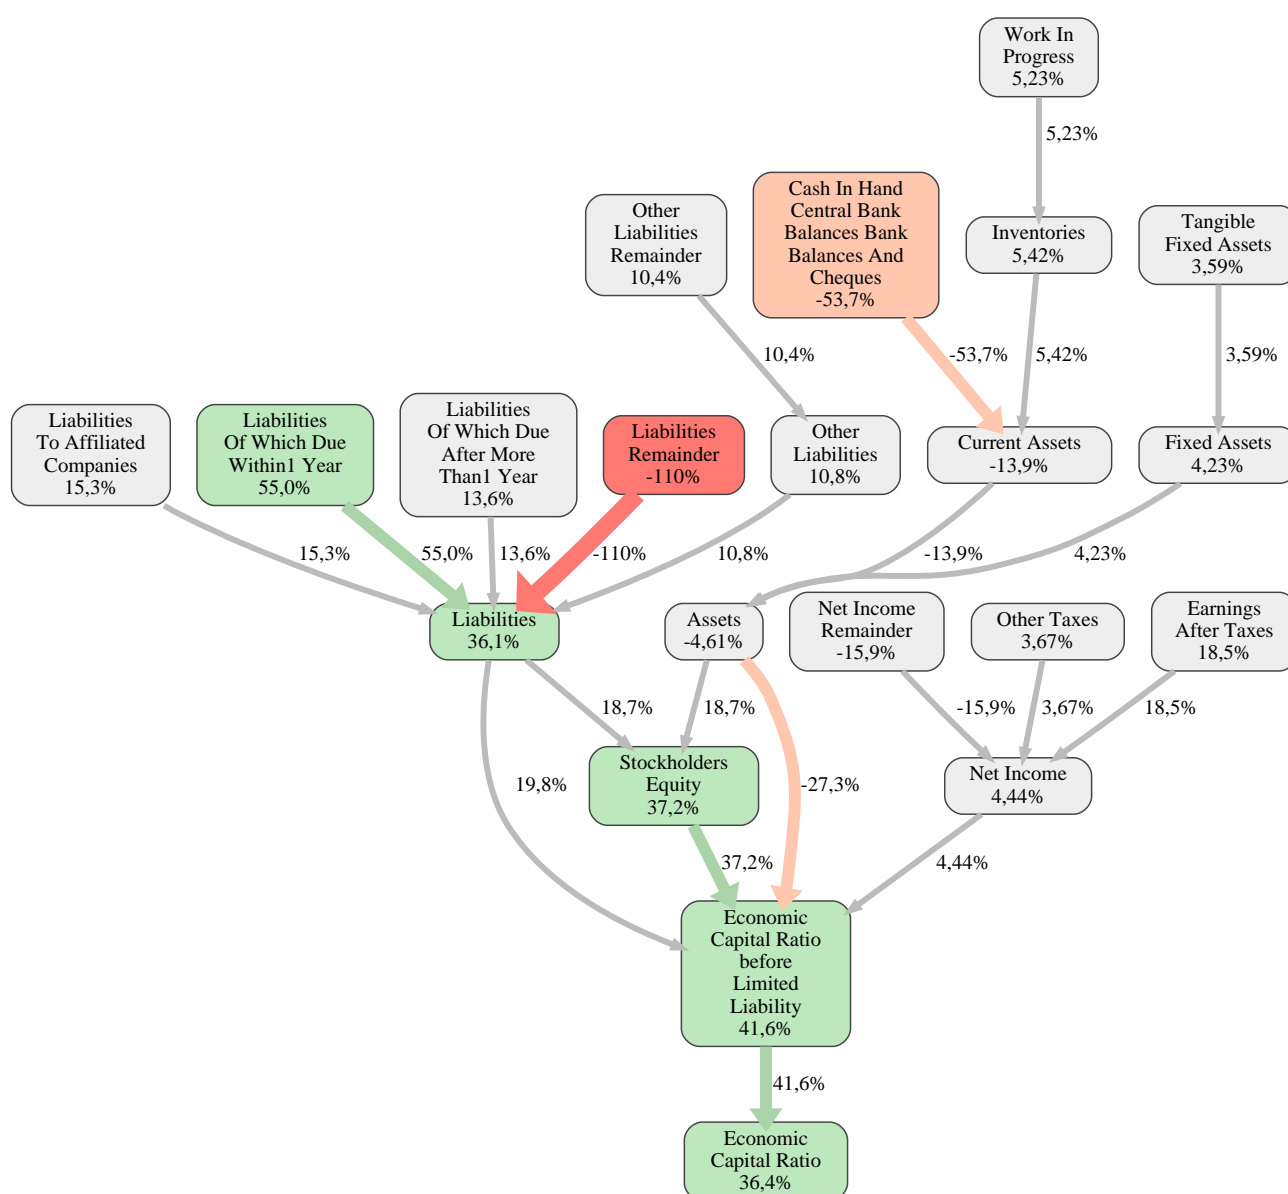 Work In
Progress
5,23%
5,23%
Cash In Hand
Central Bank
Balances Bank
Balances And
Cheques
-53,7%
Other
Liabilities
Remainder
10,4%
Inventories
5,42%
Tangible
Fixed Assets
3,59%
10,4%
-53,7%
5,42%
3,59%
Liabilities
To Affiliated
Companies
15,3%
Liabilities
Of Which Due
Within1 Year
55,0%
Liabilities
Of Which Due
After More
Than1 Year
13,6%
Liabilities
Remainder
-110%
Other
Liabilities
10,8%
Current Assets
-13,9%
Fixed Assets
4,23%
15,3%
55,0%
13,6%
-110%
10,8%
-13,9%
4,23%
Liabilities
36,1%
Assets
-4,61%
Net Income
Remainder
-15,9%
Other Taxes
3,67%
Earnings
After Taxes
18,5%
18,7%
18,7%
-15,9%
3,67%
18,5%
19,8%
Stockholders
Equity
37,2%
-27,3%
Net Income
4,44%
37,2%
4,44%
Economic
Capital Ratio
before
Limited
Liability
41,6%
41,6%
Economic
Capital Ratio
36,4%